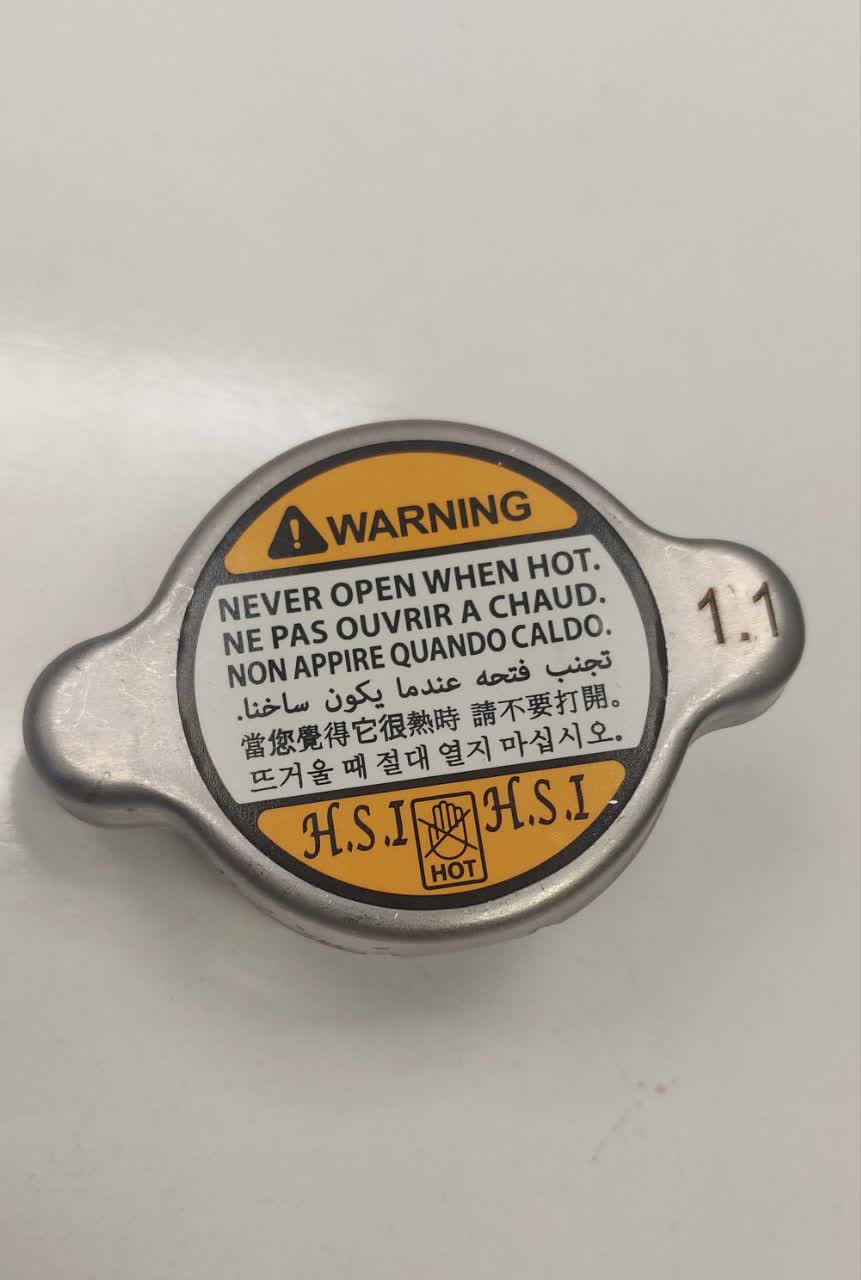 WARNING
NEVER OPEN WHEN HOT.
NE PAS OUVRIR A CHAUD.
NON APPIRE QUANDO CALDO.
تجنب فتحه عندما يكون ساخنا.
當您覺得它很熱時 請不要打開。
뜨거울 때 절대 열지 마십시오.
H.S.I H.S.I
HOT
1.1